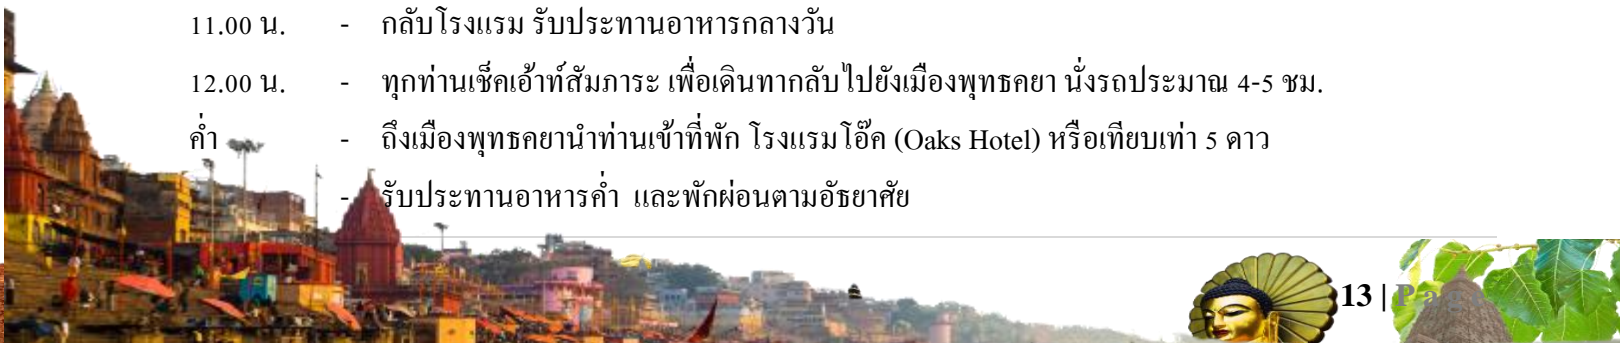 11.00 น. - กลับโรงแรม รับประทานอาหารกลางวัน
12.00 น. - ทุกท่านเช็คเอ้าท์สัมภาระ เพื่อเดินทากลับไปยังเมืองพุทธคยา นั่งรถประมาณ 4-5 ชม.
ค่ำ - ถึงเมืองพุทธคยานำท่านเข้าที่พัก โรงแรมโอ๊ค (Oaks Hotel) หรือเทียบเท่า 5 ดาว
- รับประทานอาหารค่ำ และพักผ่อนตามอัธยาศัย
13 | Page